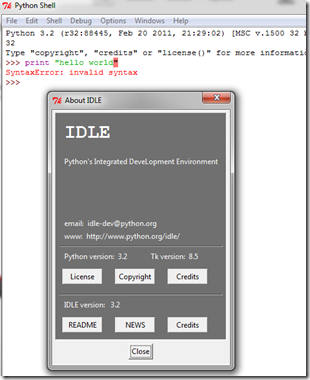 Python Shell
File Edit Shell Debug Options Windows Help
Python 3.2 (r32:88445, Feb 20 2011, 21:29:02) [MSC v.1500 32 b
32
Type "copyright", "credits" or "license()" for more informatio
>>> print "hello world"
SyntaxError: invalid syntax
>>>
About IDLE
IDLE
Python's Integrated DeveLopment Environment
email: idle-dev@python.org
www: http://www.python.org/idle/
Python version: 3.2 Tk version: 8.5
License Copyright Credits
IDLE version: 3.2
README NEWS Credits
Close